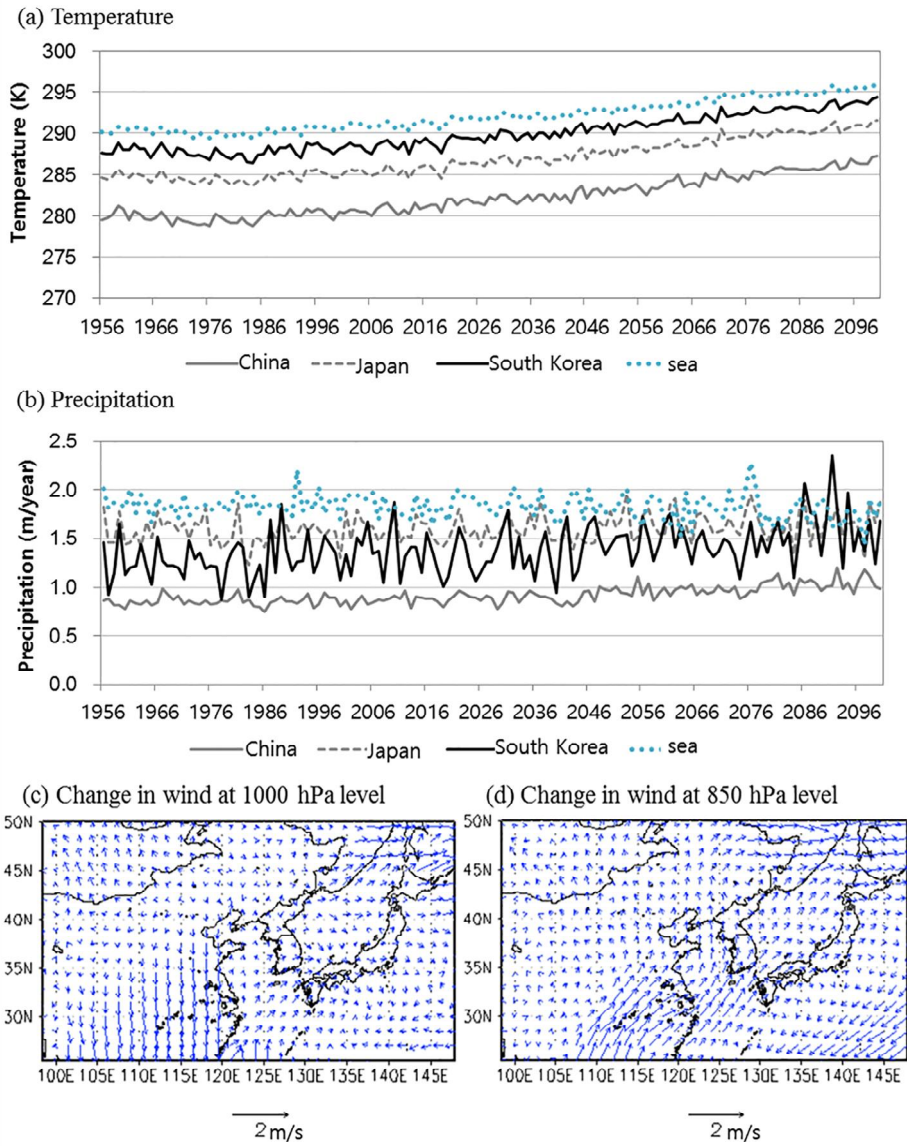 (a) Temperature
300
295
290
285
280
275
270
Temperature (K)
1956 1966 1976 1986 1996 2006 2016 2026 2036 2046 2056 2066 2076 2086 2096
China Japan South Korea sea
(b) Precipitation
2.5
2.0
1.5
1.0
0.5
0.0
Precipitation (m/year)
1956 1966 1976 1986 1996 2006 2016 2026 2036 2046 2056 2066 2076 2086 2096
China Japan South Korea sea
(c) Change in wind at 1000 hPa level
50N
45N
40N
35N
30N
100E 105E 110E 115E 120E 125E 130E 135E 140E 145E
2 m/s
(d) Change in wind at 850 hPa level
50N
45N
40N
35N
30N
100E 105E 110E 115E 120E 125E 130E 135E 140E 145E
2 m/s